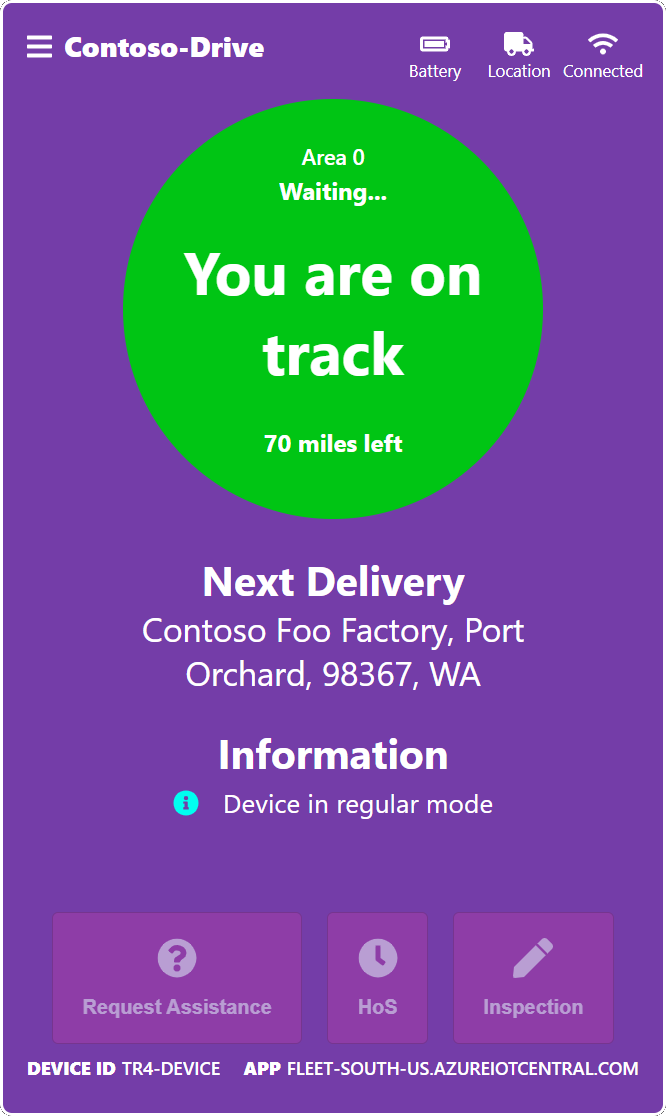 Contoso-Drive
Battery
Location
Connected
Area 0
Waiting...
You are on
track
70 miles left
Next Delivery
Contoso Foo Factory, Port
Orchard, 98367, WA
Information
Device in regular mode
Request Assistance
HoS
Inspection
DEVICE ID TR4-DEVICE
APP FLEET-SOUTH-US.AZUREIOTCENTRAL.COM